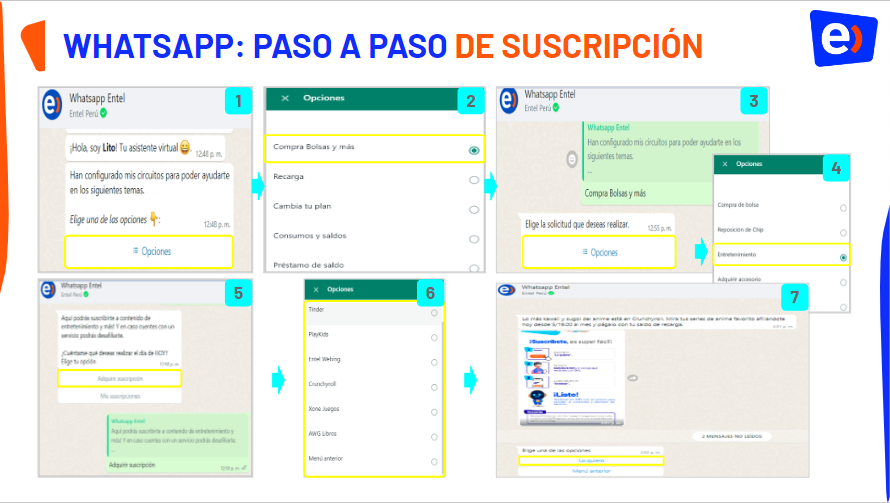 WHATSAPP: PASO A PASO DE SUSCRIPCIÓN
e)
1
Whatsapp Entel
Entel Perú
¡Hola, soy Lito! Tu asistente virtual 😄.
12:48 p. m.
Han configurado mis circuitos para poder ayudarte
en los siguientes temas.
Elige una de las opciones 👇:
12:48 p. m.
Opciones
2
Opciones
Compra Bolsas y más
Recarga
Cambia tu plan
Consumos y saldos
Préstamo de saldo
3
Whatsapp Entel
Entel Perú
Whatsapp Entel
Han configurado mis circuitos para poder ayudarte en los
siguientes temas.
...
Compra Bolsas y más
Elige la solicitud que deseas realizar.
12:55 p. m.
Opciones
4
Opciones
Compra de bolsa
Reposición de Chip
Entretenimiento
Adquirir accesorio
5
Whatsapp Entel
Entel Perú
Aquí podrás suscribirte a contenido de
entretenimiento y más! Y en caso cuentes con un
servicio podrás desafiliarte.
¡Cuéntame qué deseas realizar el día de HOY!
Elige tu opción
Adquirir suscripción
Mis suscripciones
Whatsapp Entel
Aquí podrás suscribirte a contenido de entretenimiento y
más! Y en caso cuentes con un servicio podrás desafiliarte.
...
Adquirir suscripción
6
Opciones
Tinder
PlayKids
Entel Webing
Crunchyroll
Xone Juegos
AWG Libros
Menú anterior
7
Whatsapp Entel
Entel Perú
Lo más kawaii y sugoi del anime está en Crunchyroll. Mira tus series de anime favorito afiliándote
hoy desde S/19.00 al mes y págalo con tu saldo de recarga.
¡Suscríbete, es super fácil!
¡Listo!
2 MENSAJES NO LEÍDOS
Elige una de las opciones
Lo quiero
Menú anterior